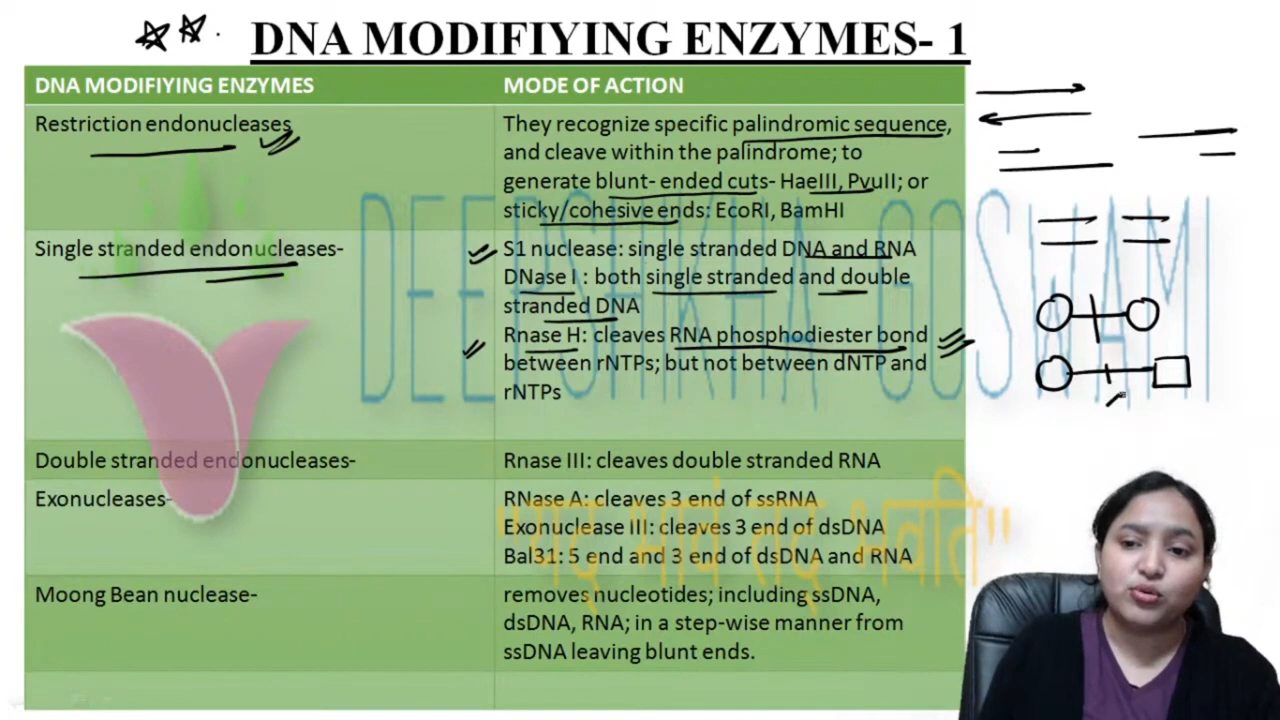 DNA MODIFIYING ENZYMES- 1
DNA MODIFIYING ENZYMES
MODE OF ACTION
Restriction endonucleases
They recognize specific palindromic sequence,
and cleave within the palindrome; to
generate blunt- ended cuts- HaeIII, PvuII; or
sticky/cohesive ends: EcoRI, BamHI
Single stranded endonucleases-
S1 nuclease: single stranded DNA and RNA
DNase I : both single stranded and double
stranded DNA
Rnase H: cleaves RNA phosphodiester bond
between rNTPs; but not between dNTP and
rNTPs
Double stranded endonucleases-
Rnase III: cleaves double stranded RNA
Exonucleases-
RNase A: cleaves 3 end of ssRNA
Exonuclease III: cleaves 3 end of dsDNA
Bal31: 5 end and 3 end of dsDNA and RNA
Moong Bean nuclease-
removes nucleotides; including ssDNA,
dsDNA, RNA; in a step-wise manner from
ssDNA leaving blunt ends.
DEEPSHIKHA GOSWAMI
"यद् भावं तद् भवति"